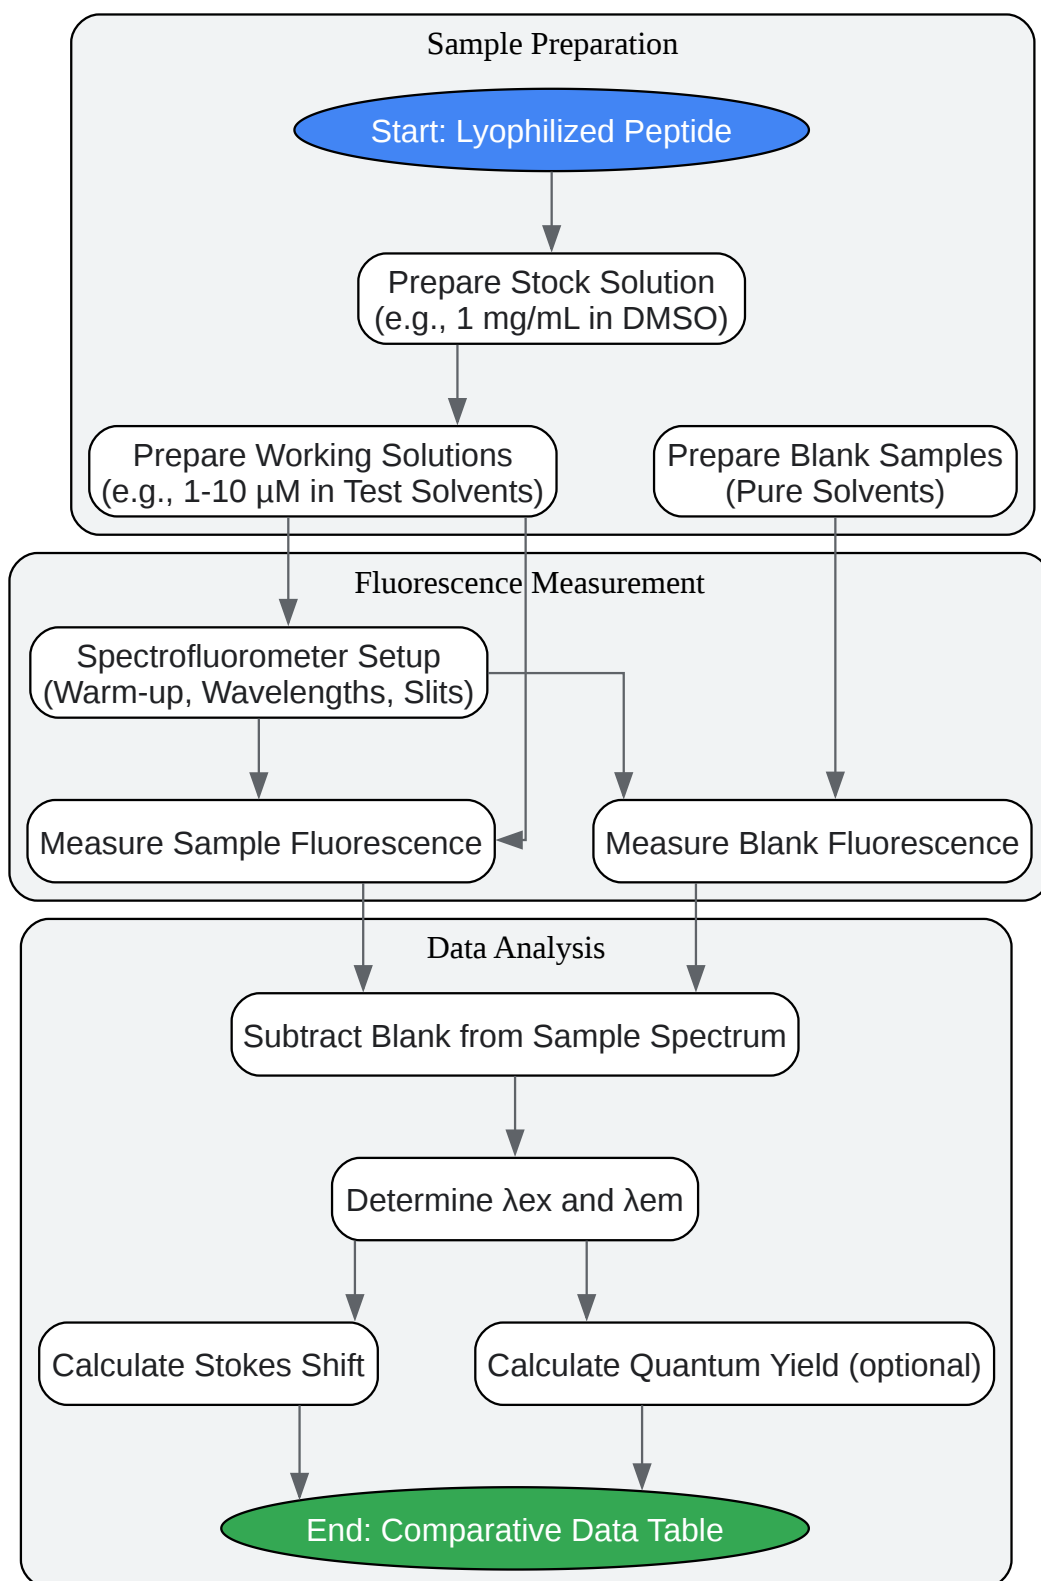 Sample Preparation
Start: Lyophilized Peptide
Prepare Stock Solution
(e.g., 1 mg/mL in DMSO)
Prepare Working Solutions
(e.g., 1-10 µM in Test Solvents)
Prepare Blank Samples
(Pure Solvents)
Fluorescence Measurement
Spectrofluorometer Setup
(Warm-up, Wavelengths, Slits)
Measure Sample Fluorescence
Measure Blank Fluorescence
Data Analysis
Subtract Blank from Sample Spectrum
Determine λex and λem
Calculate Stokes Shift
Calculate Quantum Yield (optional)
End: Comparative Data Table